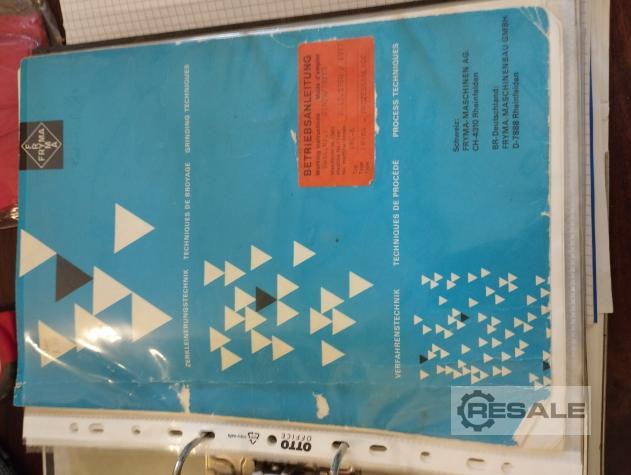 FRYMA
ZERKLEINERUNGSTECHNIK TECHNIQUES DE BROYAGE GRINDING TECHNIQUES
BETRIEBSANLEITUNG
VERFAHRENSTECHNIK TECHNIQUES DE PROCÉDÉ PROCESS TECHNIQUES
Schweiz:
FRYMA-MASCHINEN AG.
CH-4310 Rheinfelden
BR-Deutschland:
FRYMA-MASCHINENBAU GMBH
D-7888 Rheinfelden
OTTO
OFFICE
RESALE